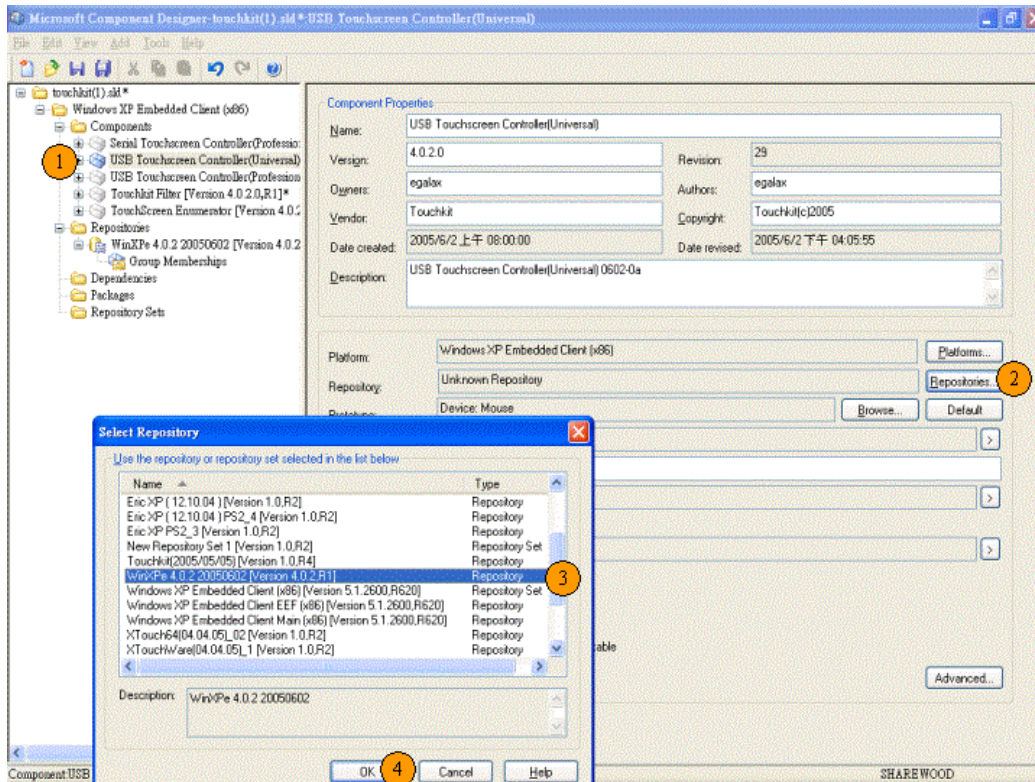 Microsoft Component Designer-touchkit(1).sld*:USB Touchscreen Controller(Universal)
File Edit View Add Tools Help
touchkit(1).sld*
Windows XP Embedded Client (x86)
Components
Serial Touchscreen Controller(Professio:
1
USB Touchscreen Controller(Universal)
USB Touchscreen Controller(Profession
Touchkit Filter [Version 4.0.2.0,R1]*
TouchScreen Enumerator [Version 4.0.2
Repositories
WinXPe 4.0.2 20050602 [Version 4.0.2
Group Memberships
Dependencies
Packages
Repository Sets
Component Properties
Name: USB Touchscreen Controller(Universal)
Version: 4.0.2.0 Revision: 29
Owners: egalax Authors: egalax
Vendor: Touchkit Copyright: Touchkit(c)2005
Date created: 2005/6/2 上午 08:00:00 Date revised: 2005/6/2 下午 04:05:55
Description: USB Touchscreen Controller(Universal) 0602-0a
Platform: Windows XP Embedded Client (x86) Platforms...
Repository: Unknown Repository Repositories... 2
Prototype: Device: Mouse Browse... Default
able
Advanced...
Select Repository
Use the repository or repository set selected in the list below
Name Type
Eric XP ( 12.10.04 ) [Version 1.0,R2] Repository
Eric XP ( 12.10.04 ) PS2_4 [Version 1.0,R2] Repository
Eric XP PS2_3 [Version 1.0,R2] Repository
New Repository Set 1 [Version 1.0,R2] Repository Set
Touchkit(2005/05/05) [Version 1.0,R4] Repository
WinXPe 4.0.2 20050602 [Version 4.0.2,R1] Repository 3
Windows XP Embedded Client (x86) [Version 5.1.2600,R620] Repository Set
Windows XP Embedded Client EEF (x86) [Version 5.1.2600,R620] Repository
Windows XP Embedded Client Main (x86) [Version 5.1.2600,R620] Repository
XTouch64(04.04.05)_02 [Version 1.0,R2] Repository
XTouchWare(04.04.05)_1 [Version 1.0,R2] Repository
Description: WinXPe 4.0.2 20050602
OK 4 Cancel Help
Component:USB SHAREWOOD